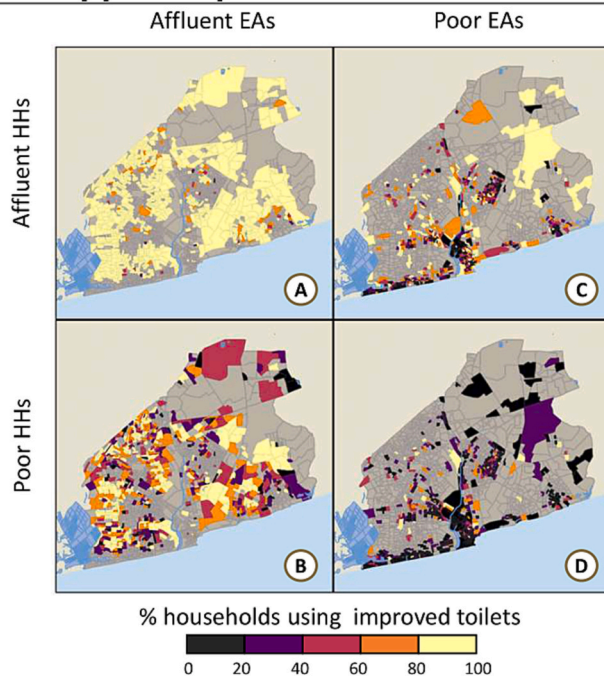 Affluent EAs
Poor EAs
Affluent HHs
A
C
Poor HHs
B
D
% households using improved toilets
0 20 40 60 80 100